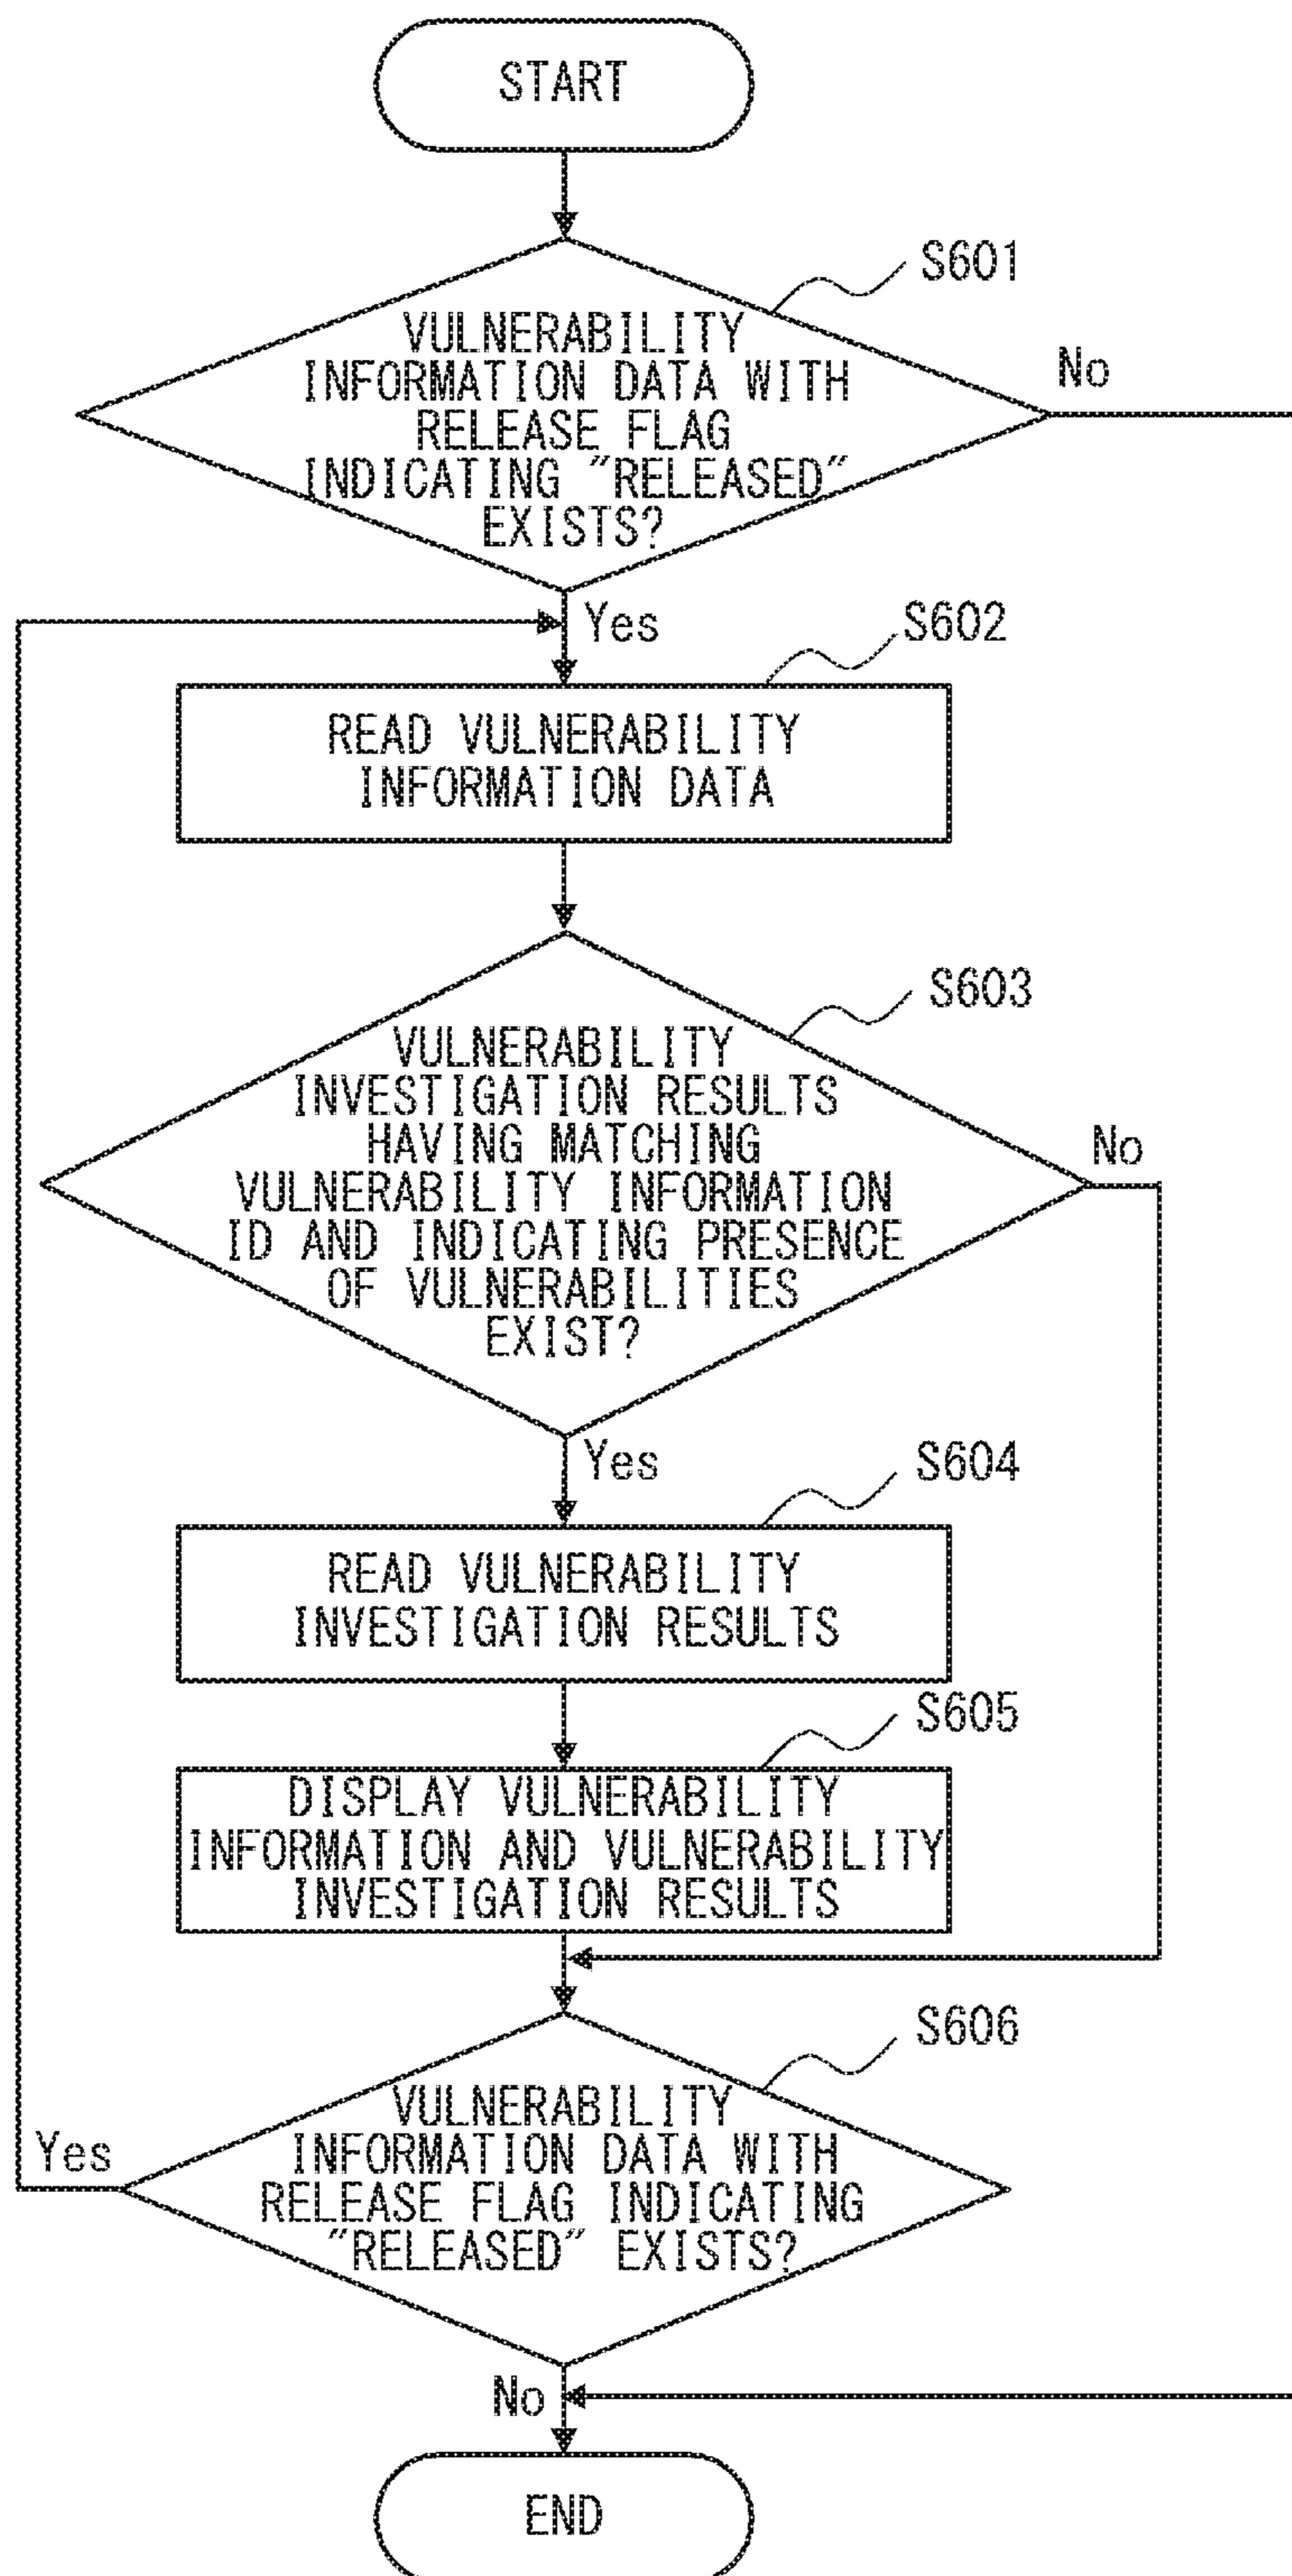 START
S601
VULNERABILITY
INFORMATION DATA WITH
RELEASE FLAG
INDICATING "RELEASED"
EXISTS?
No
Yes
S602
READ VULNERABILITY
INFORMATION DATA
S603
VULNERABILITY
INVESTIGATION RESULTS
HAVING MATCHING
VULNERABILITY INFORMATION
ID AND INDICATING PRESENCE
OF VULNERABILITIES
EXIST?
No
Yes
S604
READ VULNERABILITY
INVESTIGATION RESULTS
S605
DISPLAY VULNERABILITY
INFORMATION AND VULNERABILITY
INVESTIGATION RESULTS
S606
VULNERABILITY
INFORMATION DATA WITH
RELEASE FLAG INDICATING
"RELEASED" EXISTS?
Yes
No
END